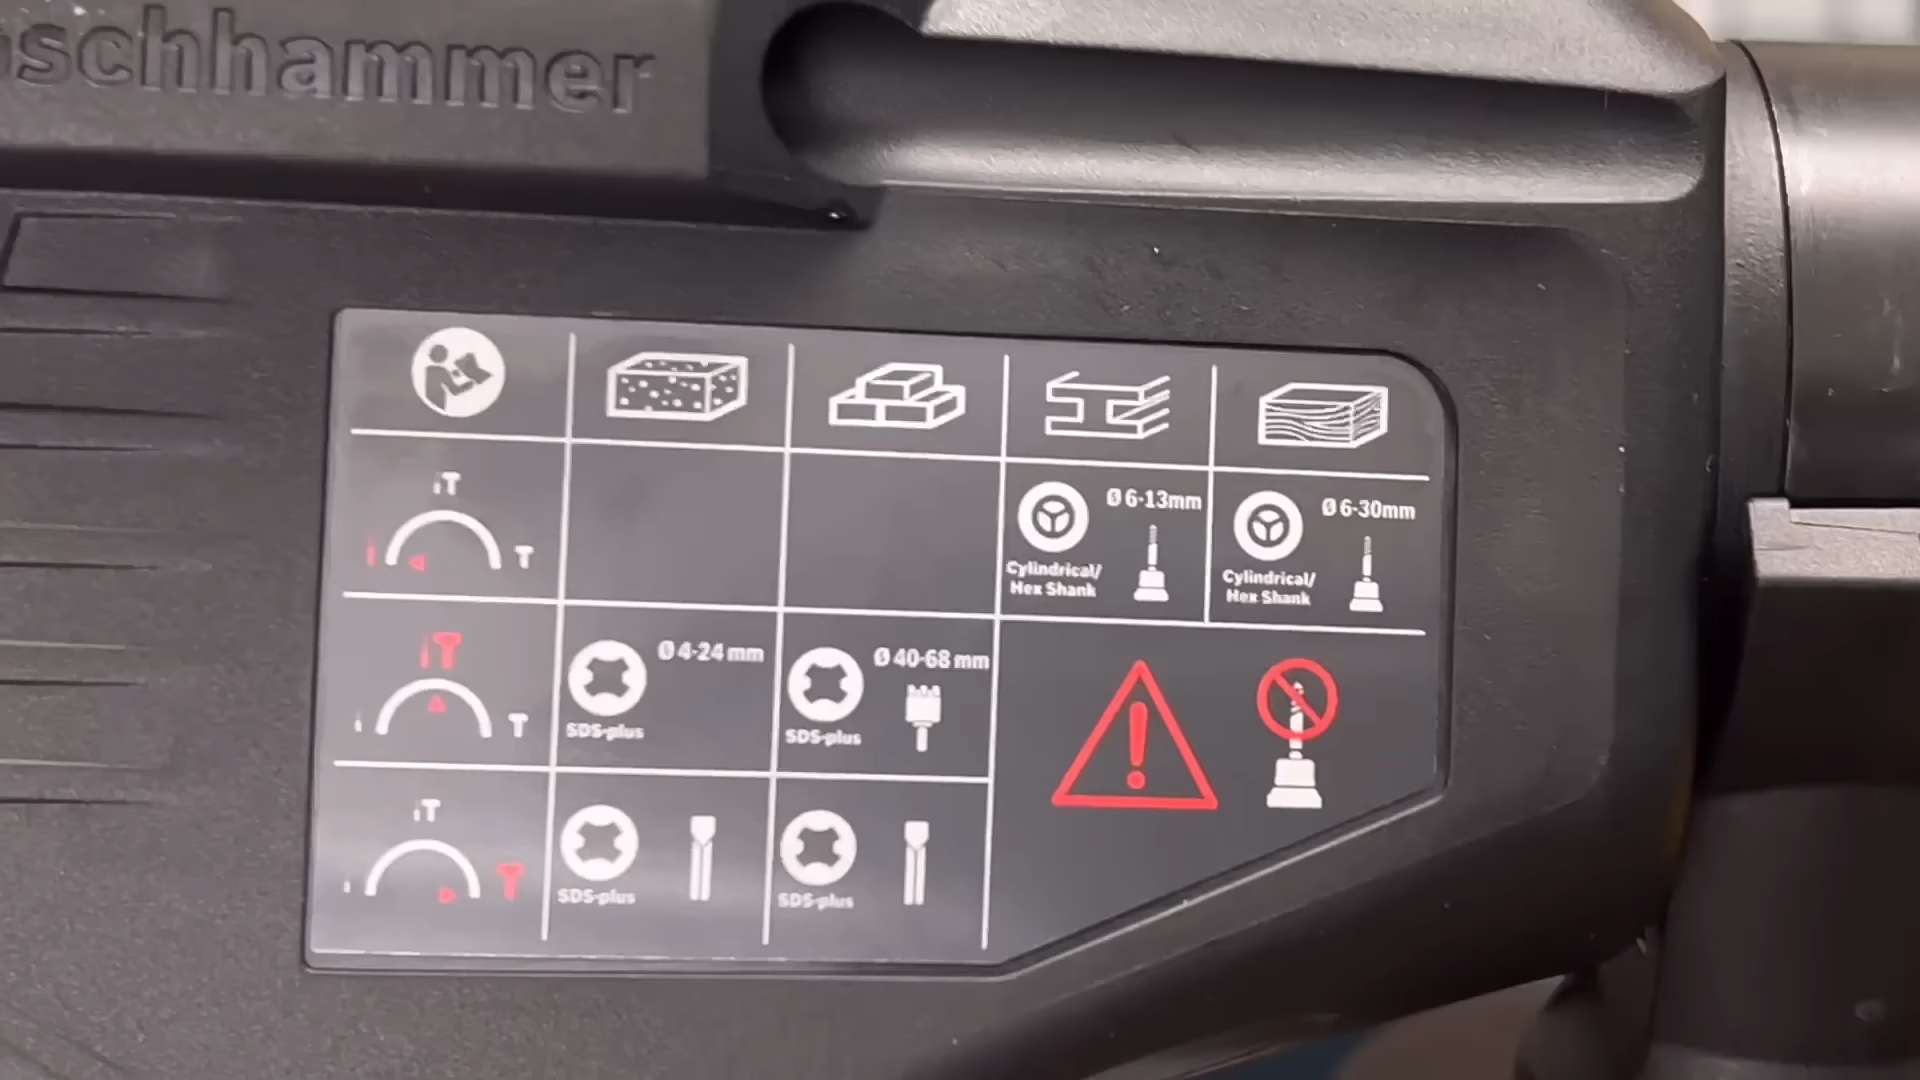 schhammer
T
T
Ø 6-13mm
Cylindrical/
Hex Shank
Ø 6-30mm
Cylindrical/
Hex Shank
T
T
Ø 4-24 mm
SDS-plus
Ø 40-68 mm
SDS-plus
T
T
SDS-plus
SDS-plus